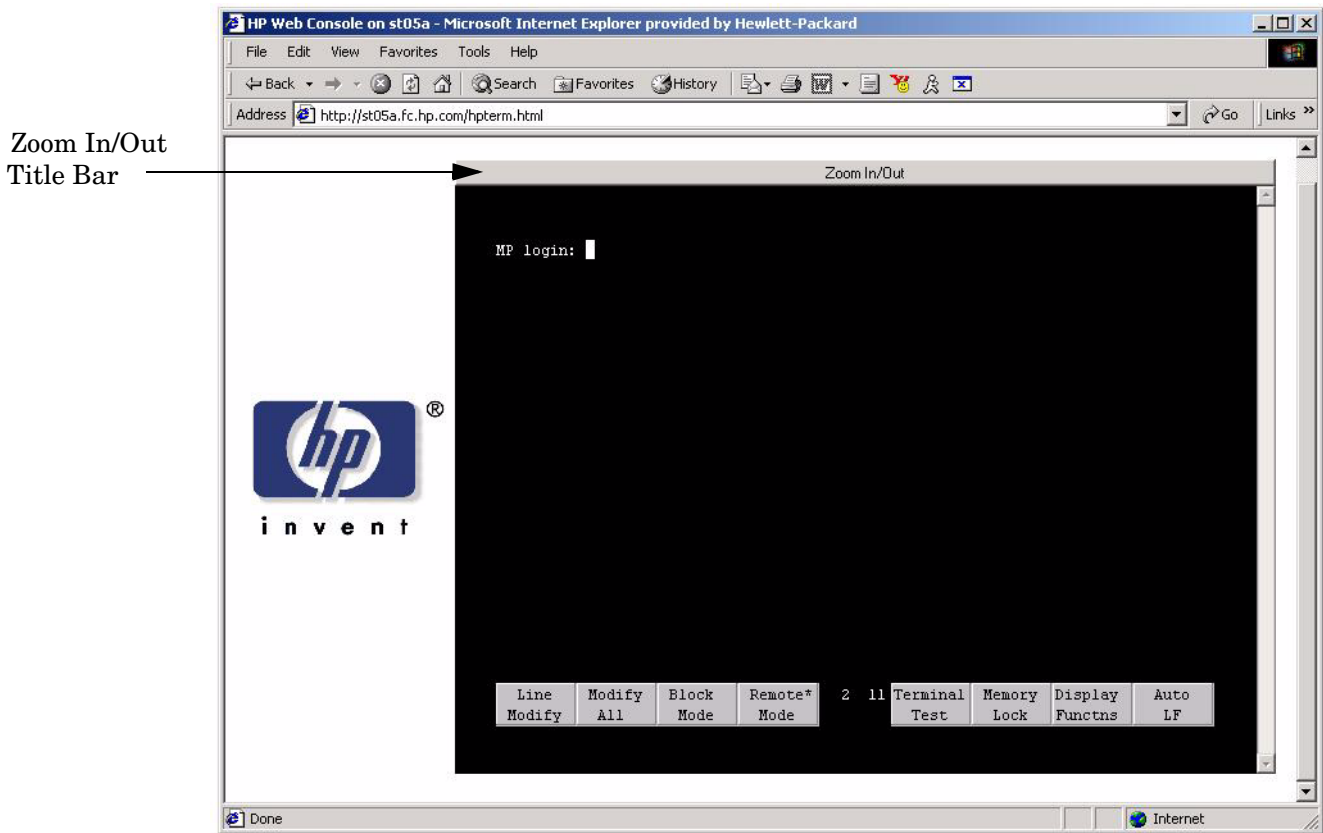 HP Web Console on st05a - Microsoft Internet Explorer provided by Hewlett-Packard
File Edit View Favorites Tools Help
Back Search Favorites History
Address http://st05a.fc.hp.com/hpterm.html Go Links »
Zoom In/Out
Title Bar
Zoom In/Out
MP login:
hp ®
invent
Line Modify Block Remote* 2 11 Terminal Memory Display Auto
Modify All Mode Mode Test Lock Functns LF
Done Internet